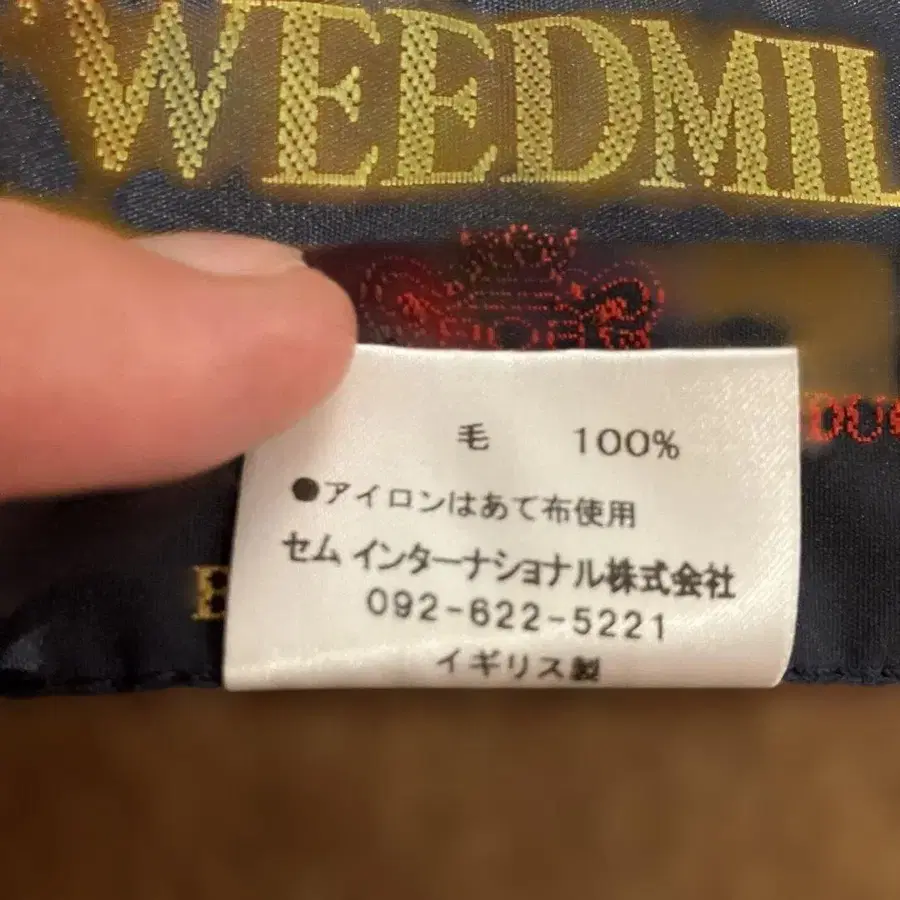 WEEDMIL
毛 100%
●アイロンはあて布使用
セム インターナショナル株式会社
092-622-5221
イギリス製